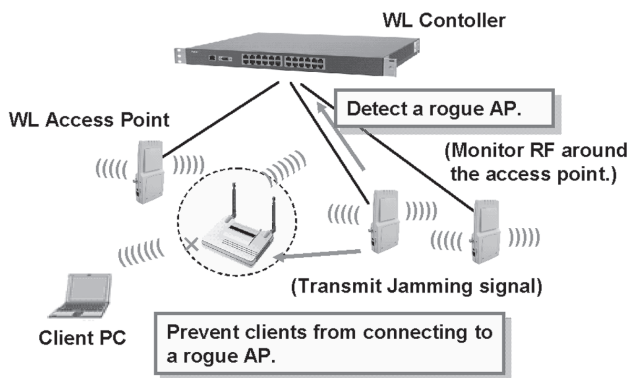 WL Contoller
Detect a rogue AP.
WL Access Point
(Monitor RF around
the access point.)
(Transmit Jamming signal)
Client PC
Prevent clients from connecting to
a rogue AP.